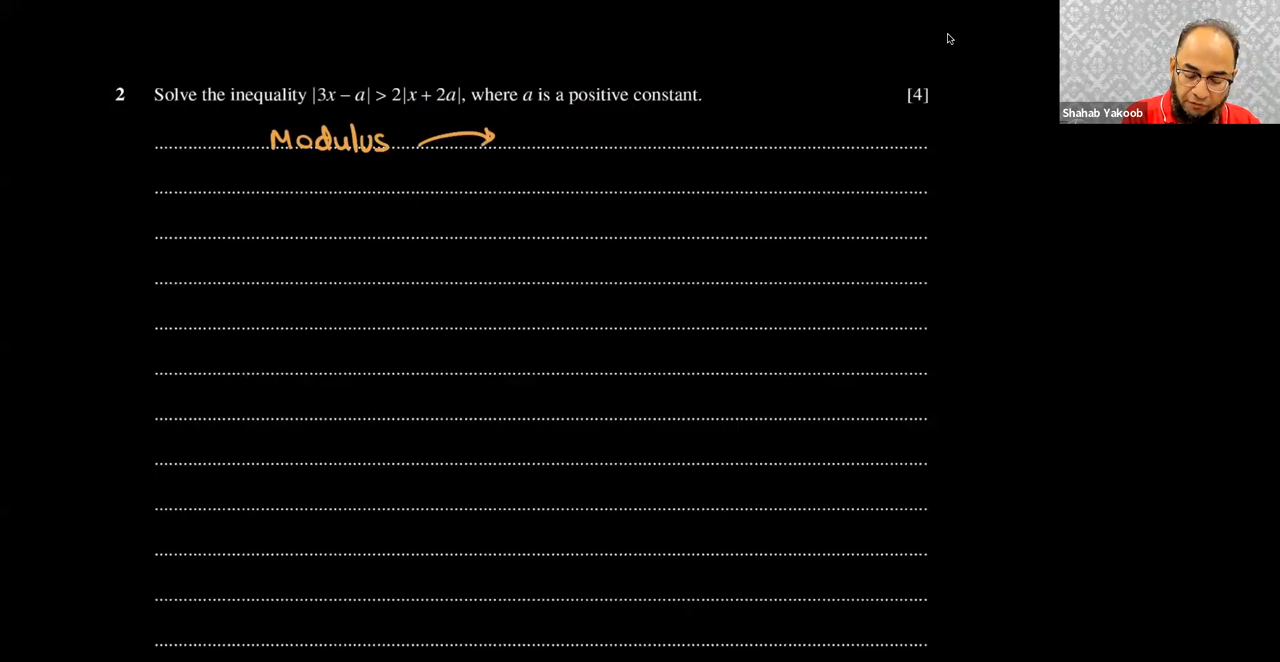 2 Solve the inequality |3x − a| > 2|x + 2a|, where a is a positive constant. [4]
Modulus
Shahab Yakoob